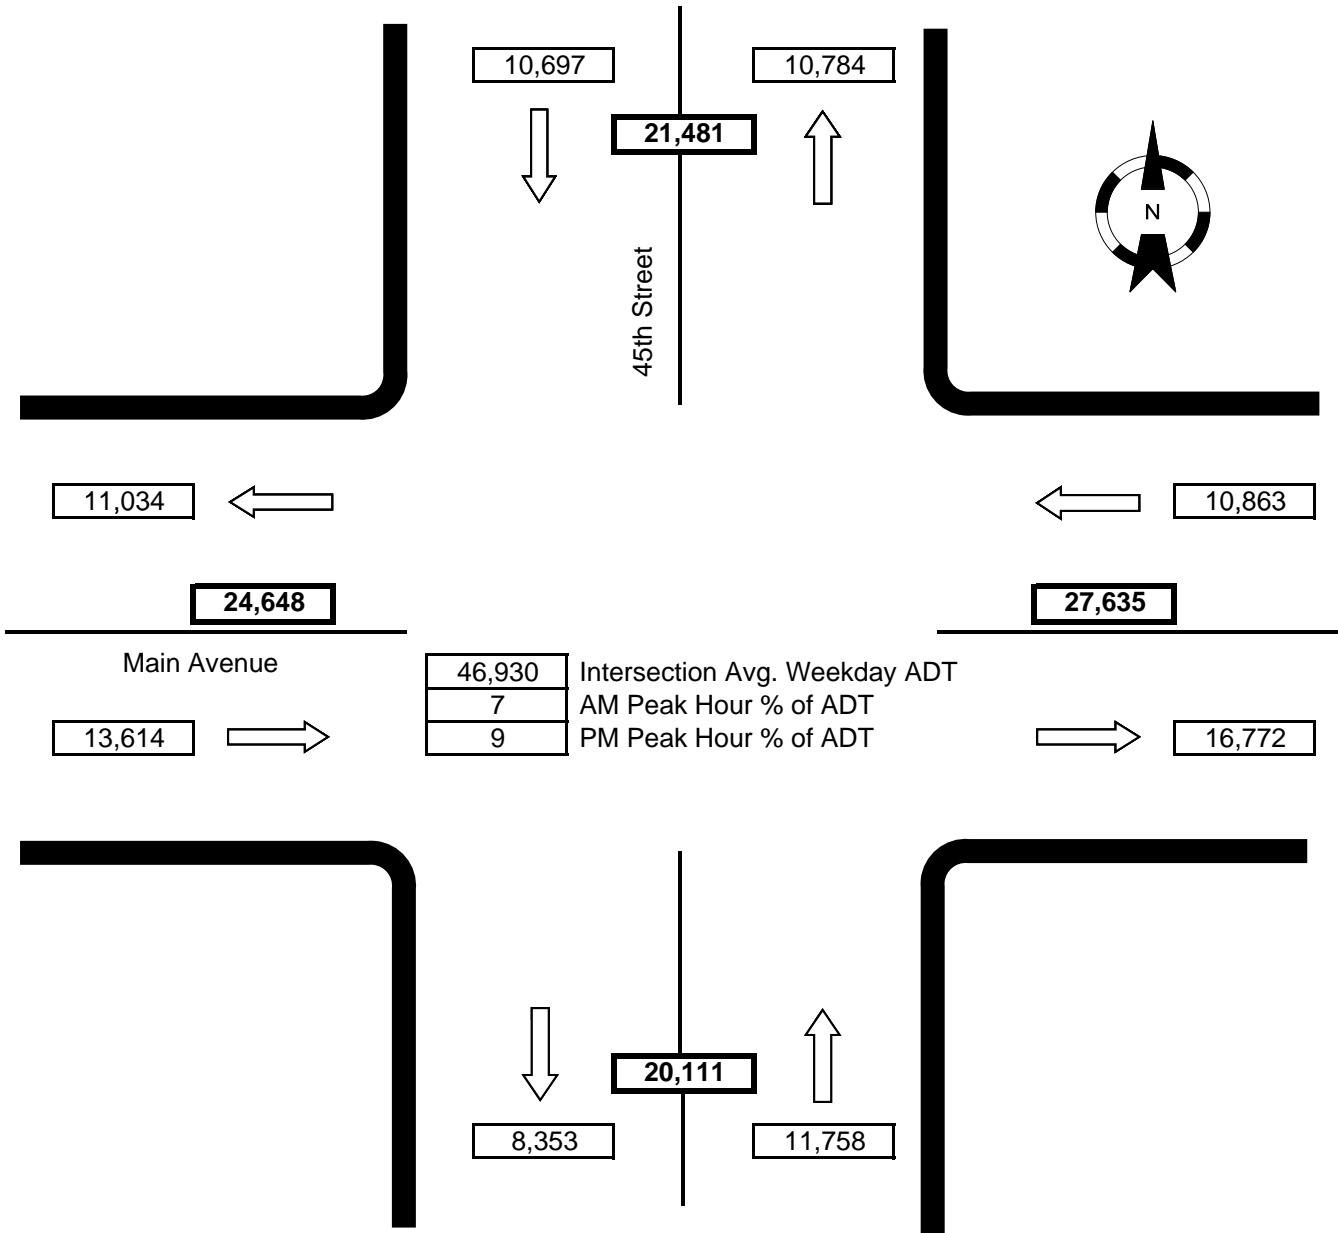 10,697
10,784
21,481
N
45th Street
11,034
10,863
24,648
27,635
Main Avenue
46,930 Intersection Avg. Weekday ADT
7 AM Peak Hour % of ADT
9 PM Peak Hour % of ADT
13,614
16,772
20,111
8,353
11,758